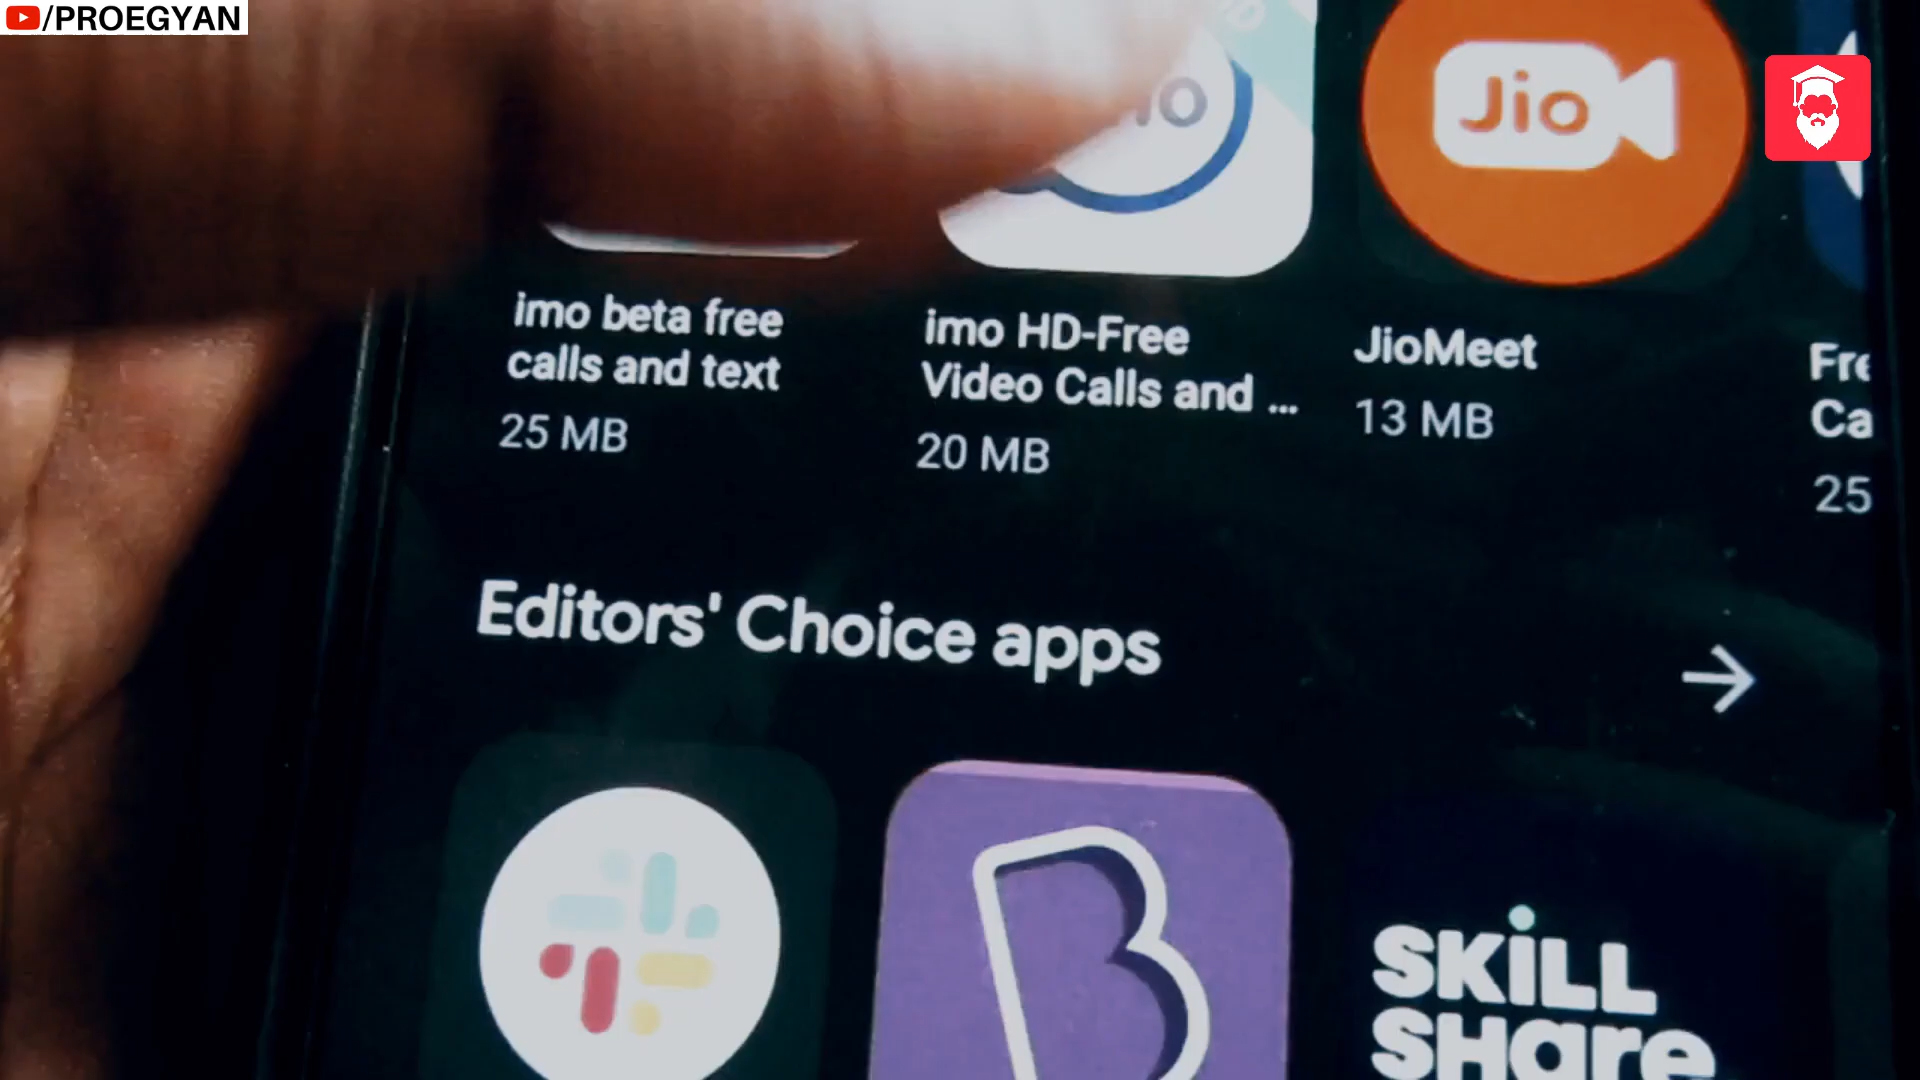 /PROEGYAN
Jio
imo beta free
calls and text
25 MB
imo HD-Free
Video Calls and ...
20 MB
JioMeet
13 MB
25
Editors' Choice apps
SKiLL
SHare